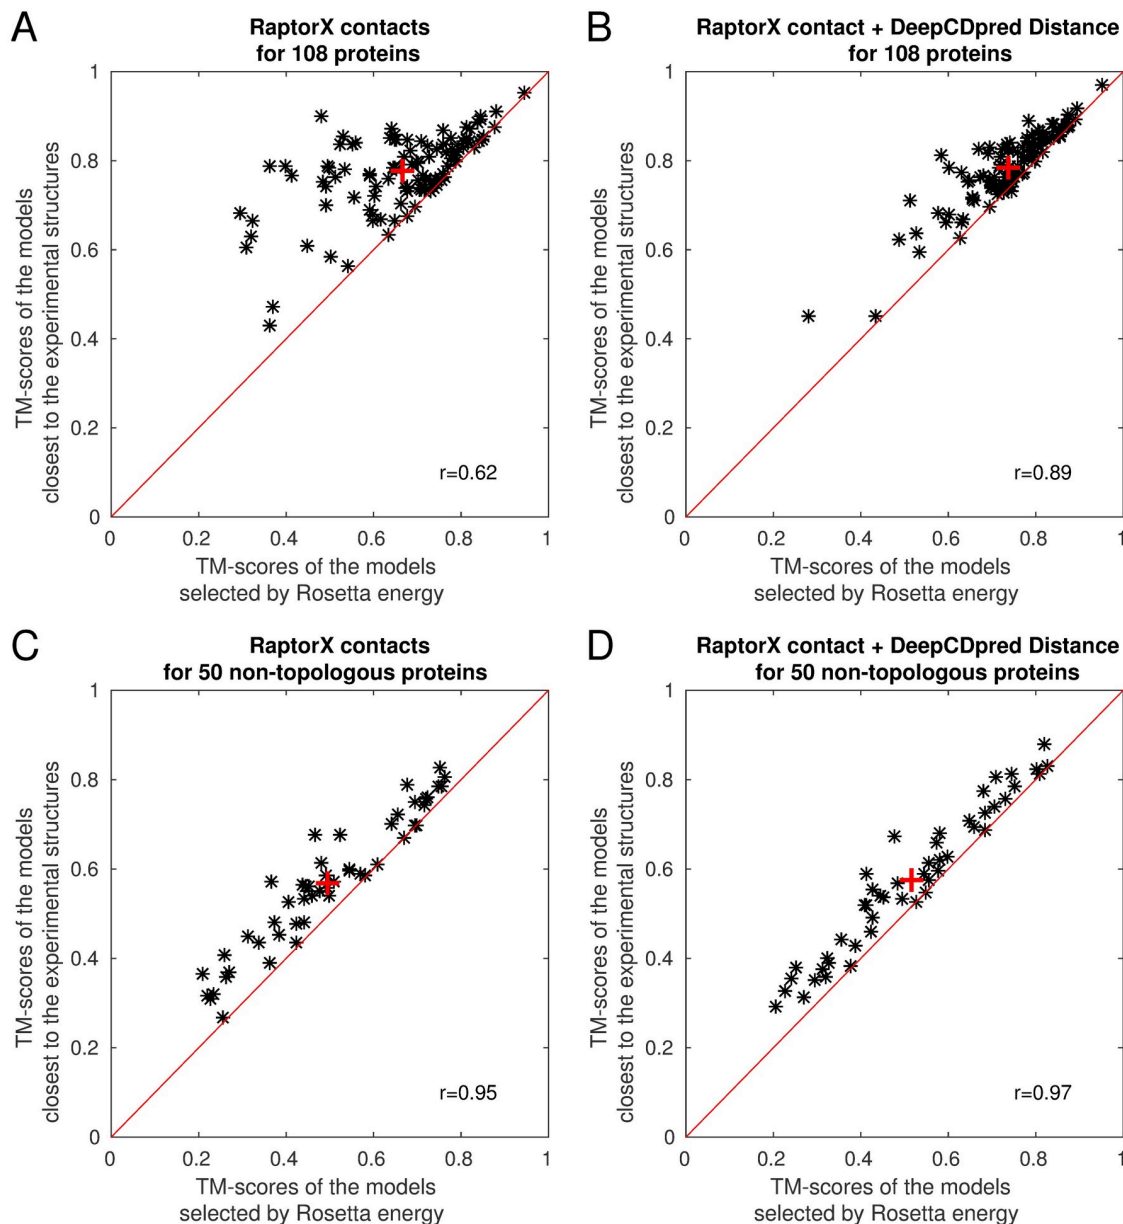 A
RaptorX contacts
for 108 proteins
TM-scores of the models
closest to the experimental structures
1
0.8
0.6
0.4
0.2
0
r=0.62
0 0.2 0.4 0.6 0.8 1
TM-scores of the models
selected by Rosetta energy
B
RaptorX contact + DeepCDpred Distance
for 108 proteins
TM-scores of the models
closest to the experimental structures
1
0.8
0.6
0.4
0.2
0
r=0.89
0 0.2 0.4 0.6 0.8 1
TM-scores of the models
selected by Rosetta energy
C
RaptorX contacts
for 50 non-topologous proteins
TM-scores of the models
closest to the experimental structures
1
0.8
0.6
0.4
0.2
0
r=0.95
0 0.2 0.4 0.6 0.8 1
TM-scores of the models
selected by Rosetta energy
D
RaptorX contact + DeepCDpred Distance
for 50 non-topologous proteins
TM-scores of the models
closest to the experimental structures
1
0.8
0.6
0.4
0.2
0
r=0.97
0 0.2 0.4 0.6 0.8 1
TM-scores of the models
selected by Rosetta energy